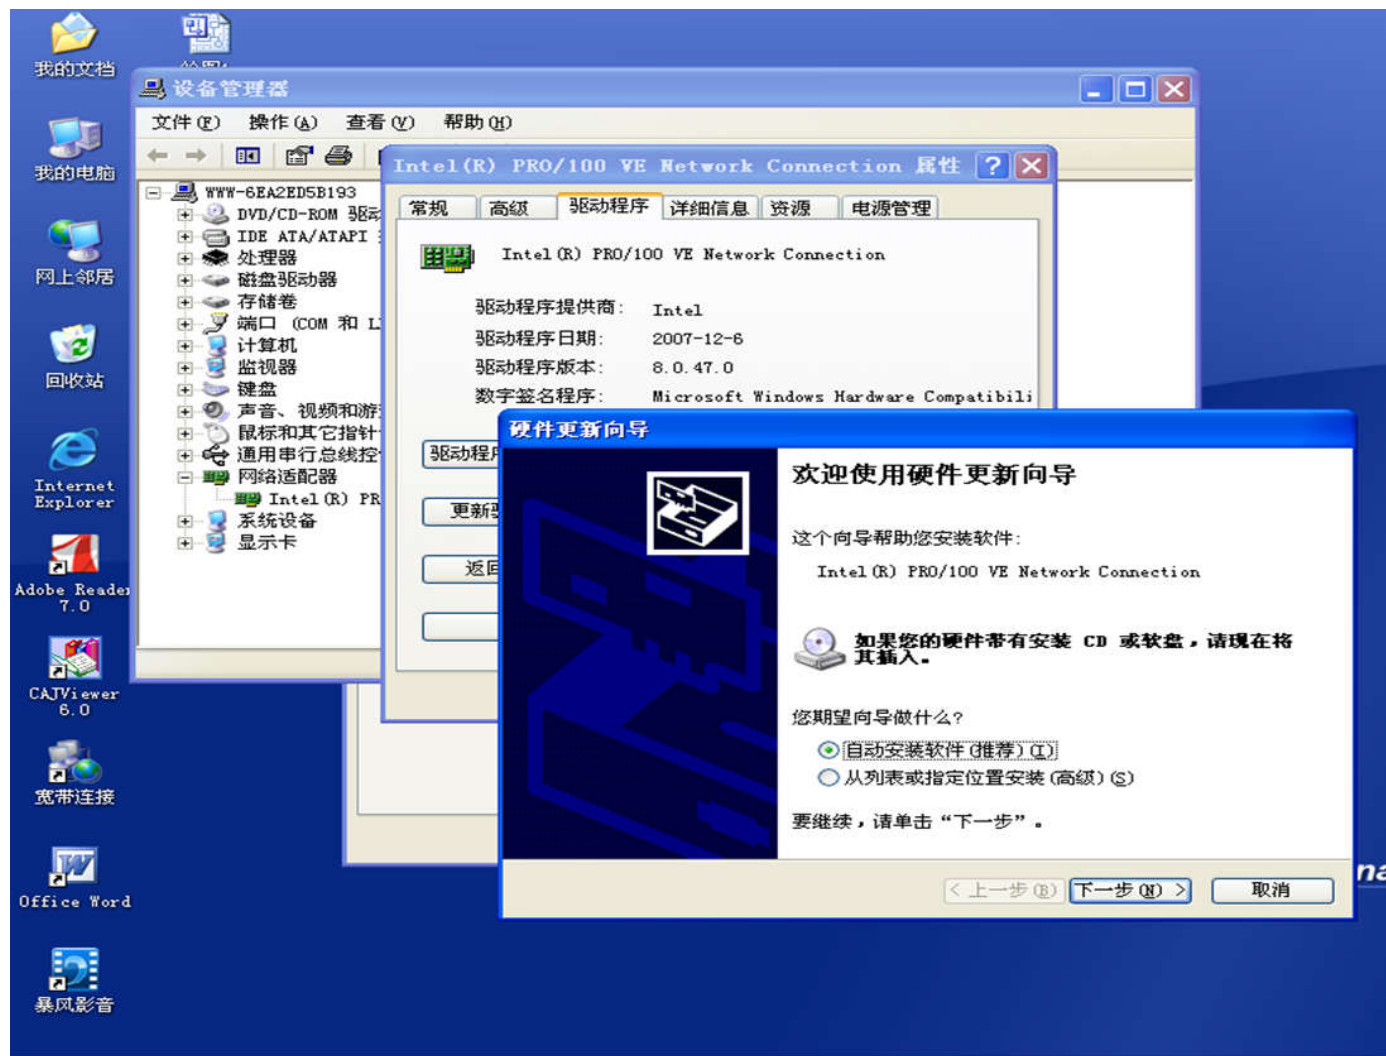 我的文档
我的电脑
网上邻居
回收站
Internet
Explorer
Adobe Reader
7.0
CAJViewer
6.0
宽带连接
Office Word
暴风影音
设备管理器
文件(F) 操作(A) 查看(V) 帮助(H)
WWW-6EA2ED5B193
DVD/CD-ROM 驱动
IDE ATA/ATAPI
处理器
磁盘驱动器
存储卷
端口 (COM 和 L
计算机
监视器
键盘
声音、视频和游
鼠标和其它指针
通用串行总线控
网络适配器
Intel(R) PR
系统设备
显示卡
Intel(R) PRO/100 VE Network Connection 属性
常规 高级 驱动程序 详细信息 资源 电源管理
Intel(R) PRO/100 VE Network Connection
驱动程序提供商: Intel
驱动程序日期: 2007-12-6
驱动程序版本: 8.0.47.0
数字签名程序: Microsoft Windows Hardware Compatibili
驱动程
更新
返回
硬件更新向导
欢迎使用硬件更新向导
这个向导帮助您安装软件:
Intel(R) PRO/100 VE Network Connection
如果您的硬件带有安装 CD 或软盘，请现在将
其插入。
您期望向导做什么?
自动安装软件(推荐)(I)
从列表或指定位置安装(高级)(S)
要继续，请单击“下一步”。
< 上一步(B) 下一步(N) > 取消
na